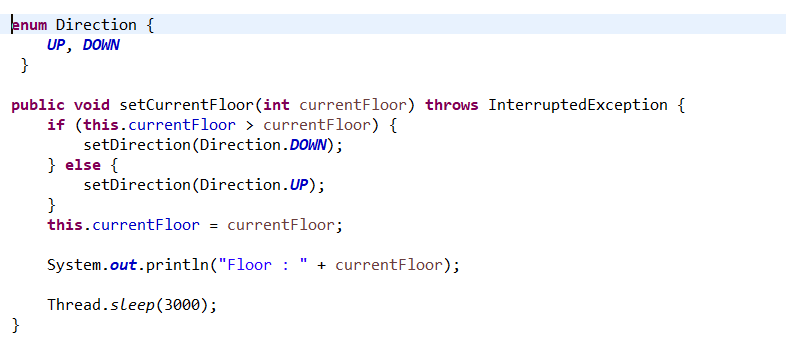 enum Direction {
    UP, DOWN
 }
public void setCurrentFloor(int currentFloor) throws InterruptedException {
    if (this.currentFloor > currentFloor) {
        setDirection(Direction.DOWN);
    } else {
        setDirection(Direction.UP);
    }
    this.currentFloor = currentFloor;
    System.out.println("Floor : " + currentFloor);
    Thread.sleep(3000);
}